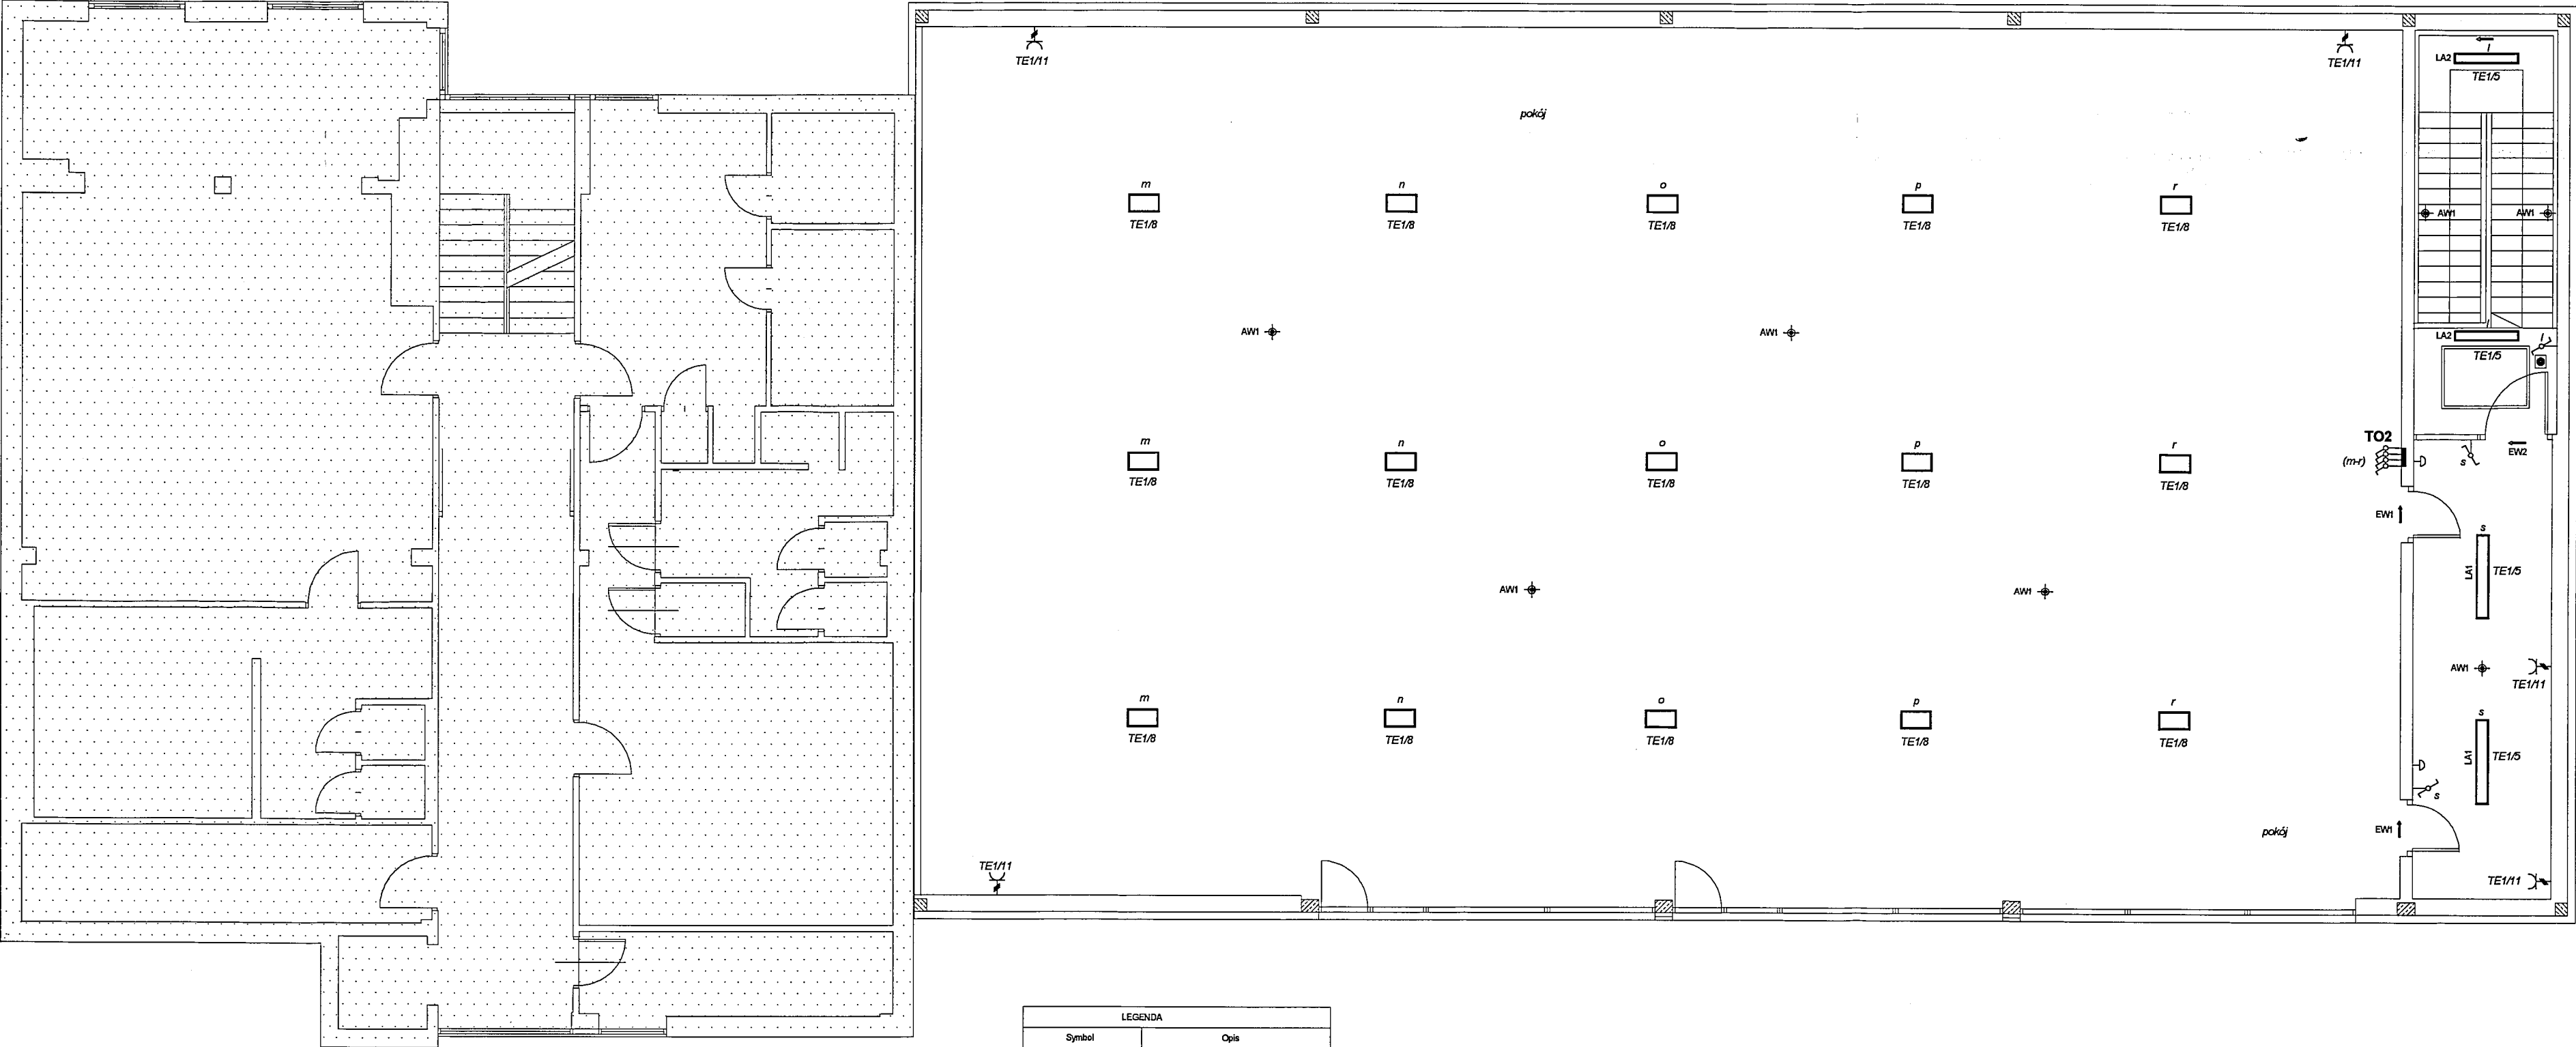 TE1/11
TE1/11
l
LA2
TE1/5
pokój
m n o p r
TE1/8 TE1/8 TE1/8 TE1/8 TE1/8
AW1 AW1
AW1 AW1
l
LA2
l
TE1/5
m n o p r
TE1/8 TE1/8 TE1/8 TE1/8 TE1/8
TO2
(m-r)
s
EW2
EW1
s
LA1
TE1/5
AW1 AW1
AW1
TE1/11
m n o p r
TE1/8 TE1/8 TE1/8 TE1/8 TE1/8
s
LA1
TE1/5
s
pokój
EW1
TE1/11
TE1/11
LEGENDA
Symbol Opis